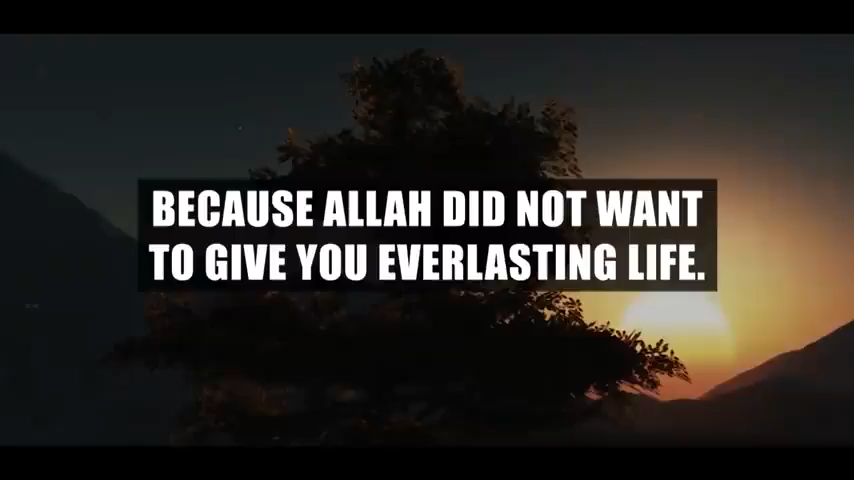 BECAUSE ALLAH DID NOT WANT
TO GIVE YOU EVERLASTING LIFE.